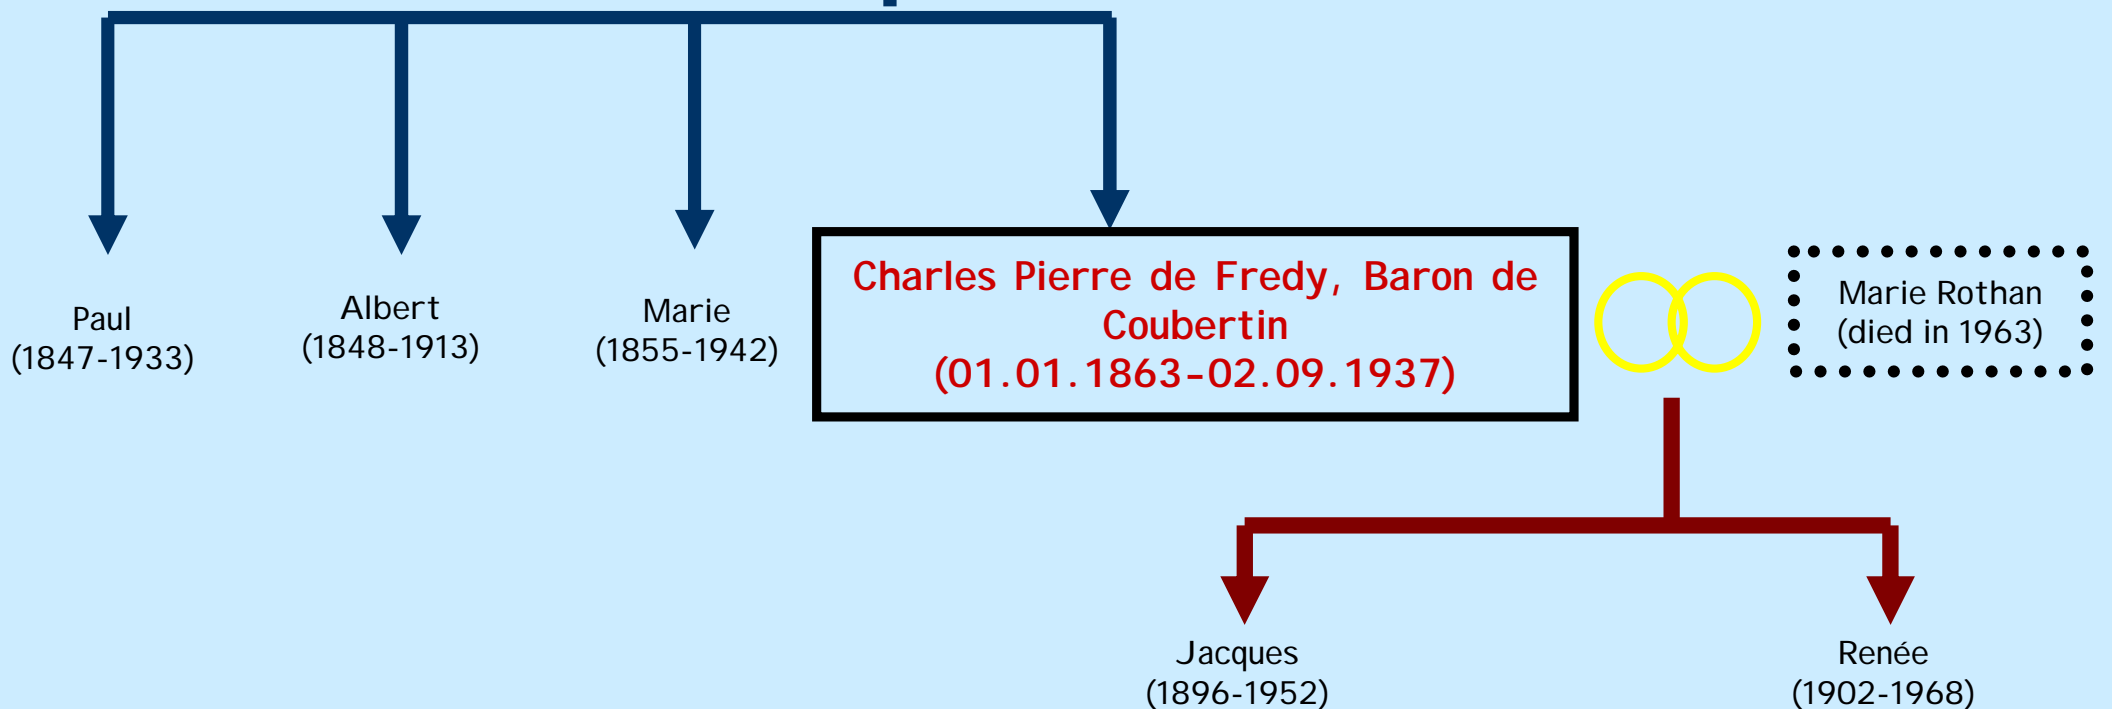 Paul
(1847-1933)
Albert
(1848-1913)
Marie
(1855-1942)
Charles Pierre de Fredy, Baron de
Coubertin
(01.01.1863-02.09.1937)
Marie Rothan
(died in 1963)
Jacques
(1896-1952)
Renée
(1902-1968)